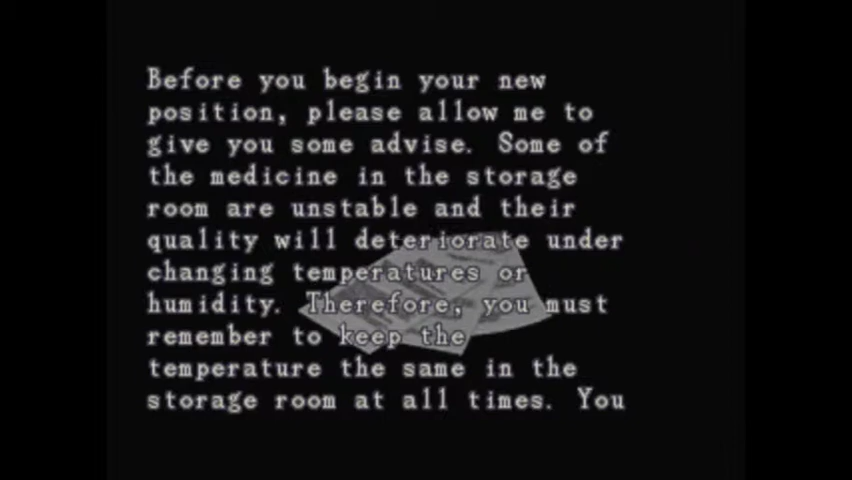 Before you begin your new
position, please allow me to
give you some advise. Some of
the medicine in the storage
room are unstable and their
quality will deteriorate under
changing temperatures or
humidity. Therefore, you must
remember to keep the
temperature the same in the
storage room at all times. You